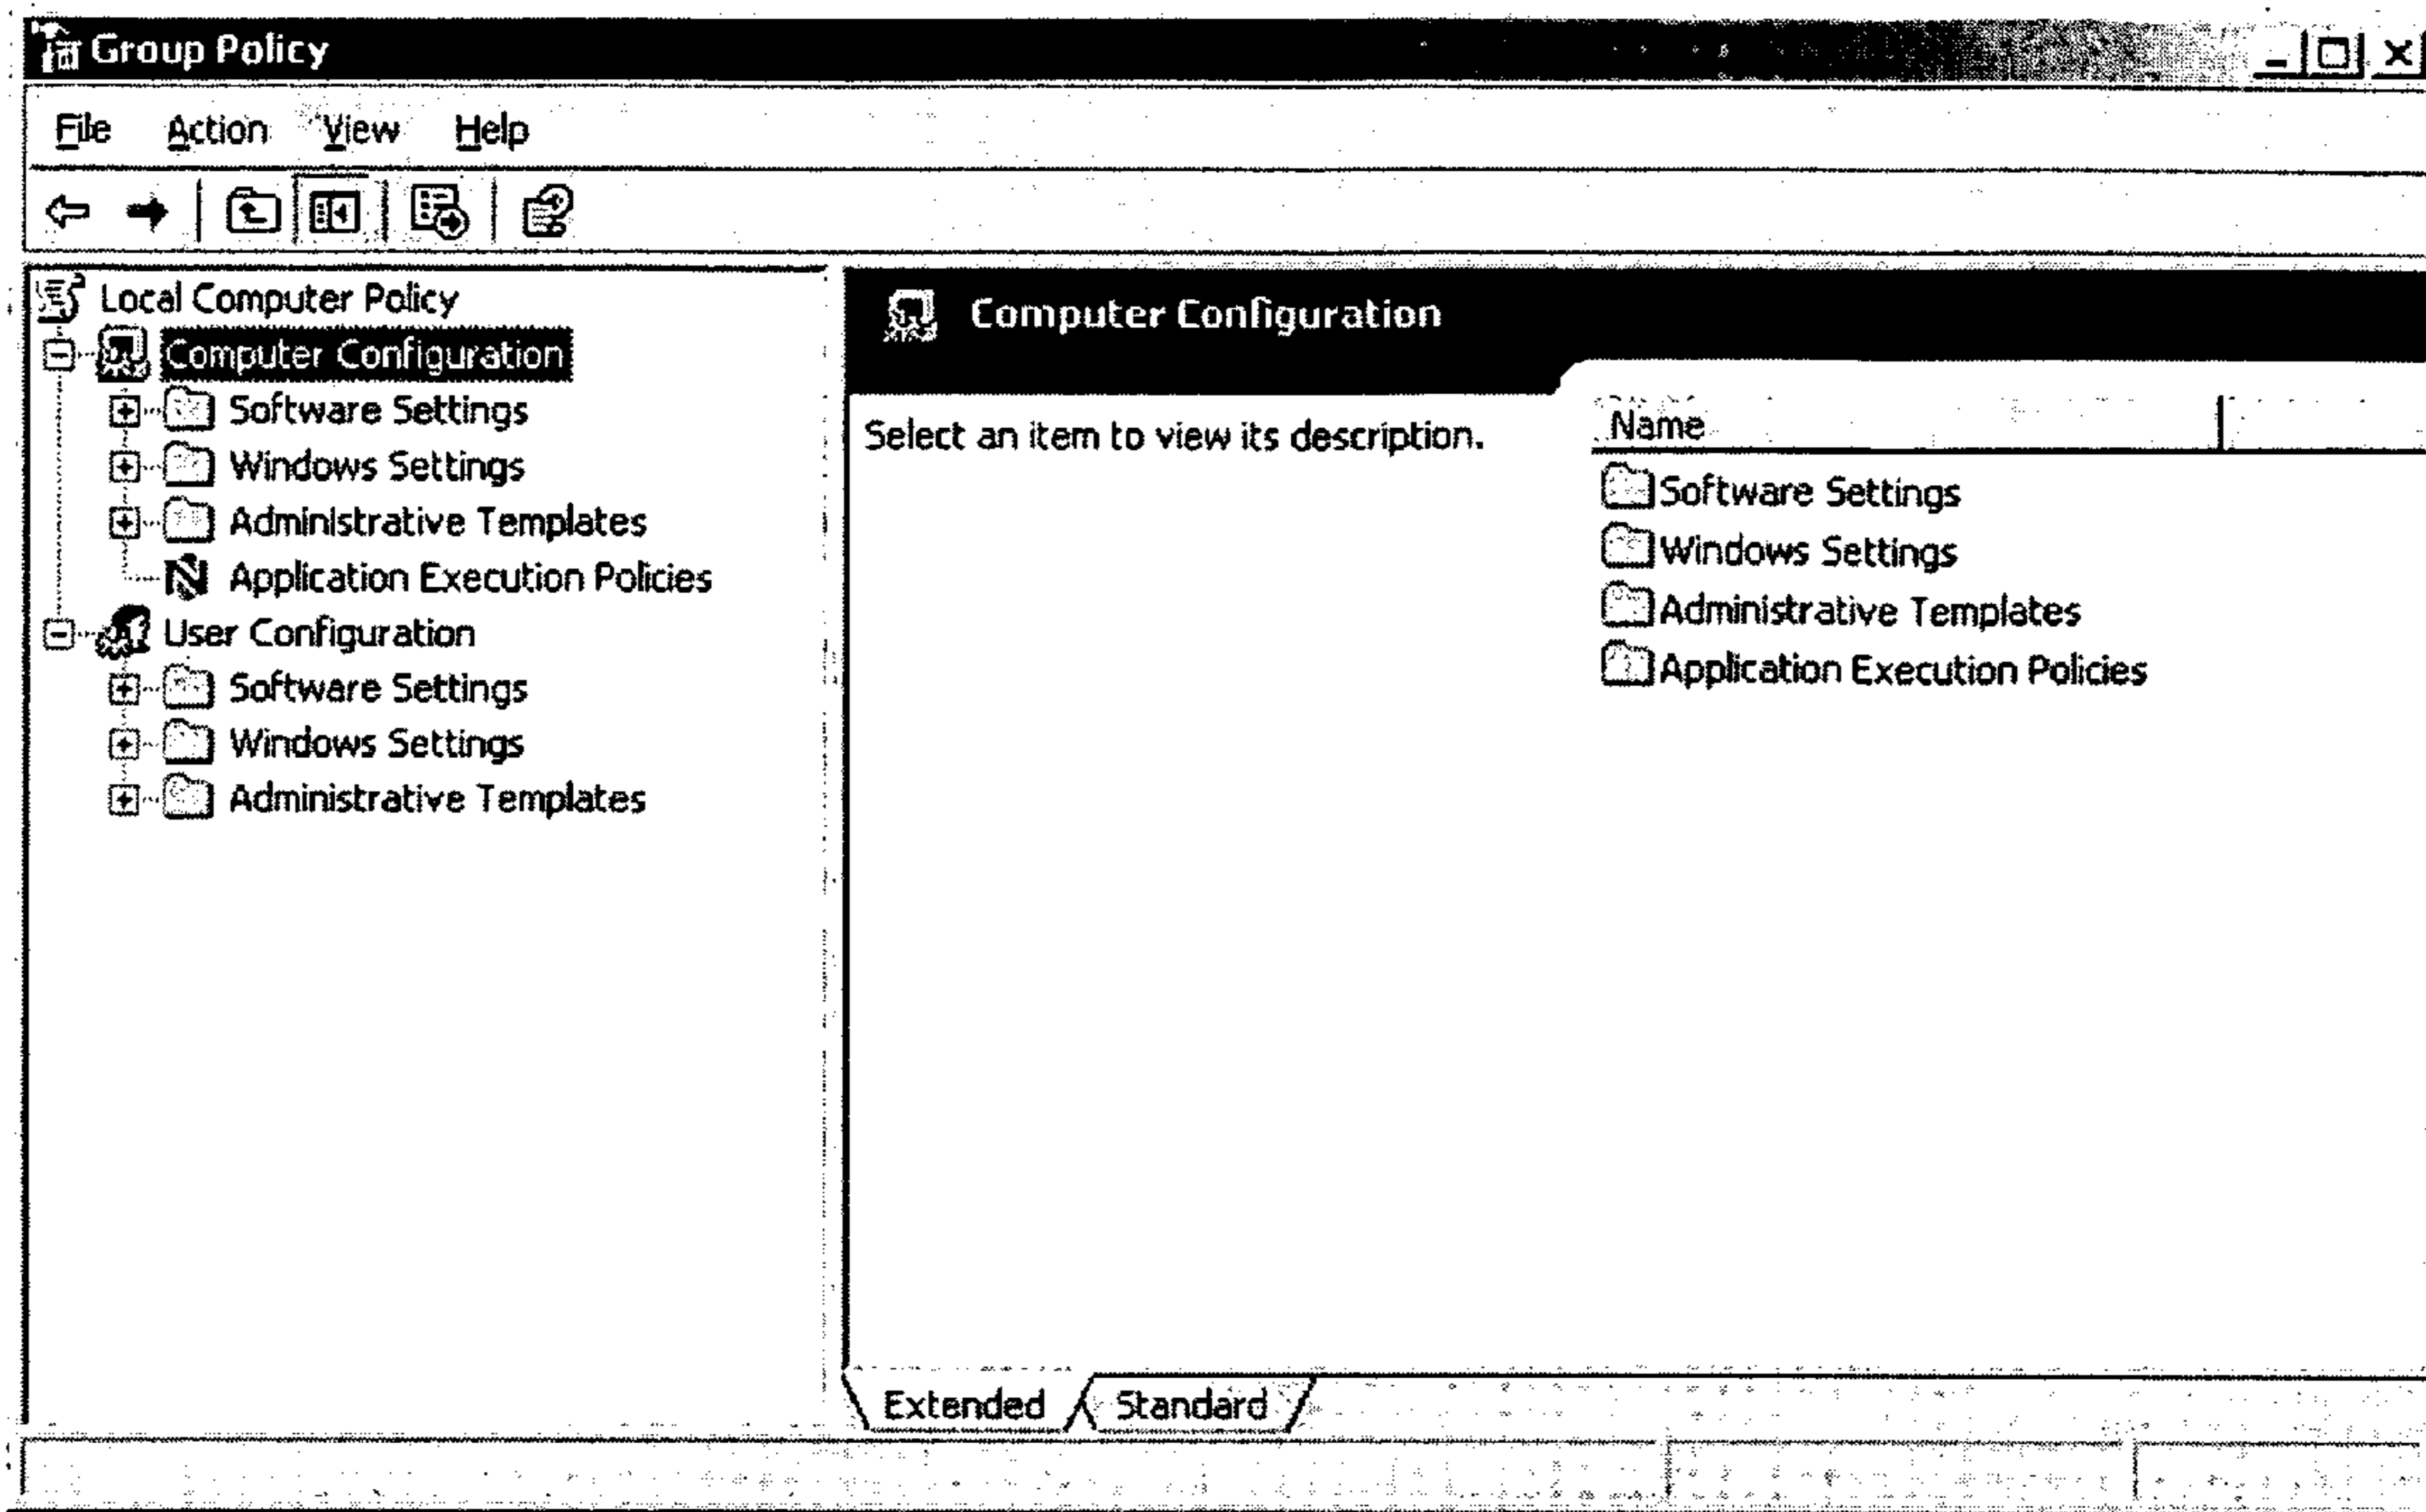 Group Policy
File Action View Help
Local Computer Policy
Computer Configuration
Software Settings
Windows Settings
Administrative Templates
Application Execution Policies
User Configuration
Software Settings
Windows Settings
Administrative Templates
Computer Configuration
Select an item to view its description.
Name
Software Settings
Windows Settings
Administrative Templates
Application Execution Policies
Extended Standard